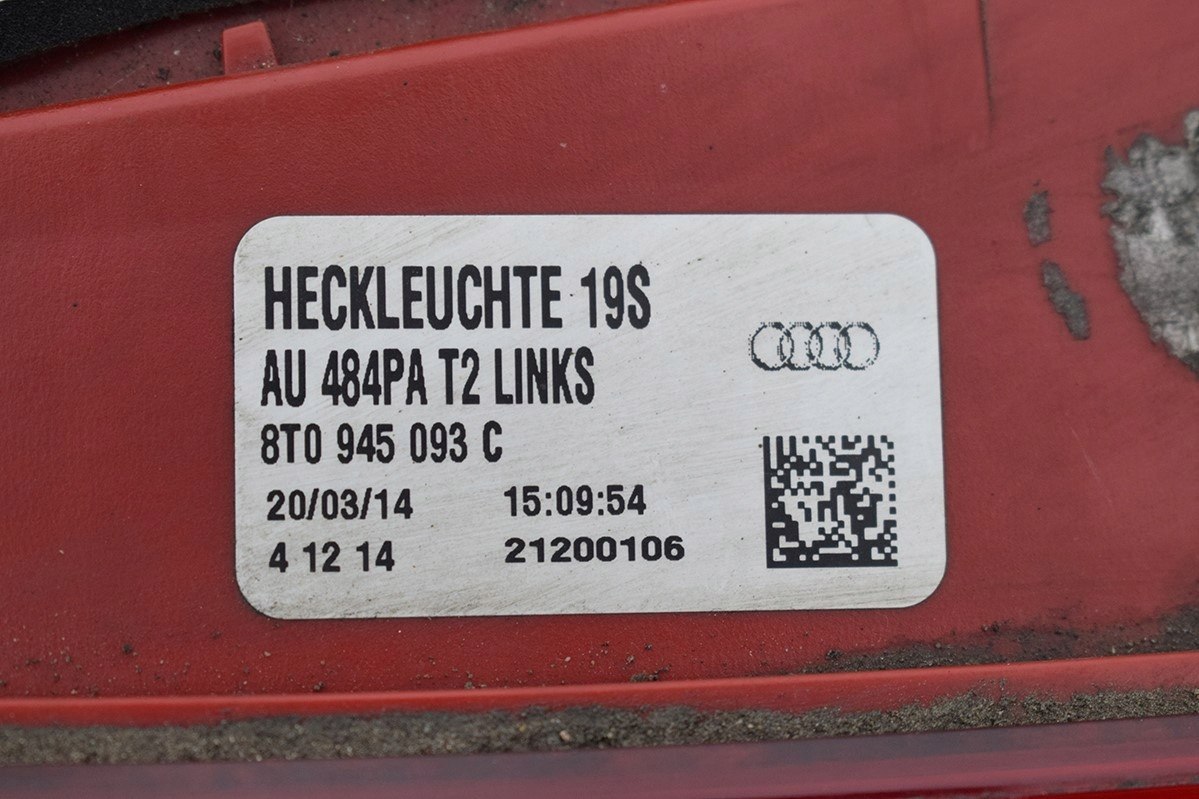 HECKLEUCHTE 19S
AU 484PA T2 LINKS
8T0 945 093 C
20/03/14 15:09:54
4 12 14 21200106